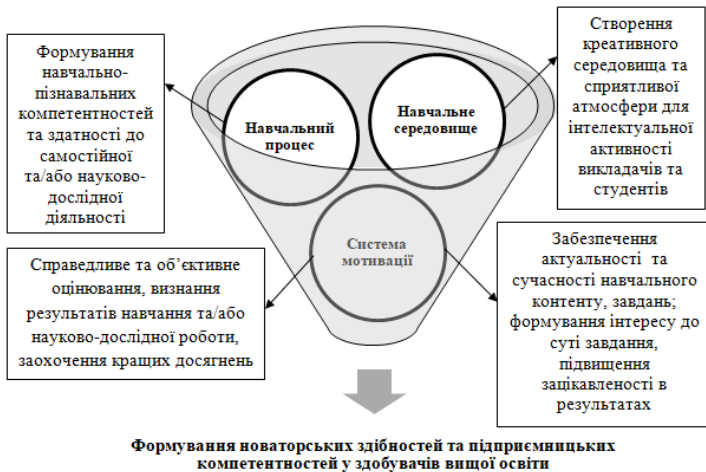 Формування
навчально-
пізнавальних
компетентностей
та здатності до
самостійної
та/або науково-
дослідної
діяльності
Навчальний
процес
Навчальне
середовище
Створення
креативного
середовища та
сприятливої
атмосфери для
інтелектуальної
активності
викладачів та
студентів
Система
мотивації
Справедливе та об’єктивне
оцінювання, визнання
результатів навчання та/або
науково-дослідної роботи,
заохочення кращих досягнень
Забезпечення
актуальності та
сучасності навчального
контенту, завдань;
формування інтересу до
суті завдання,
підвищення
зацікавленості в
результатах
Формування новаторських здібностей та підприємницьких
компетентностей у здобувачів вищої освіти